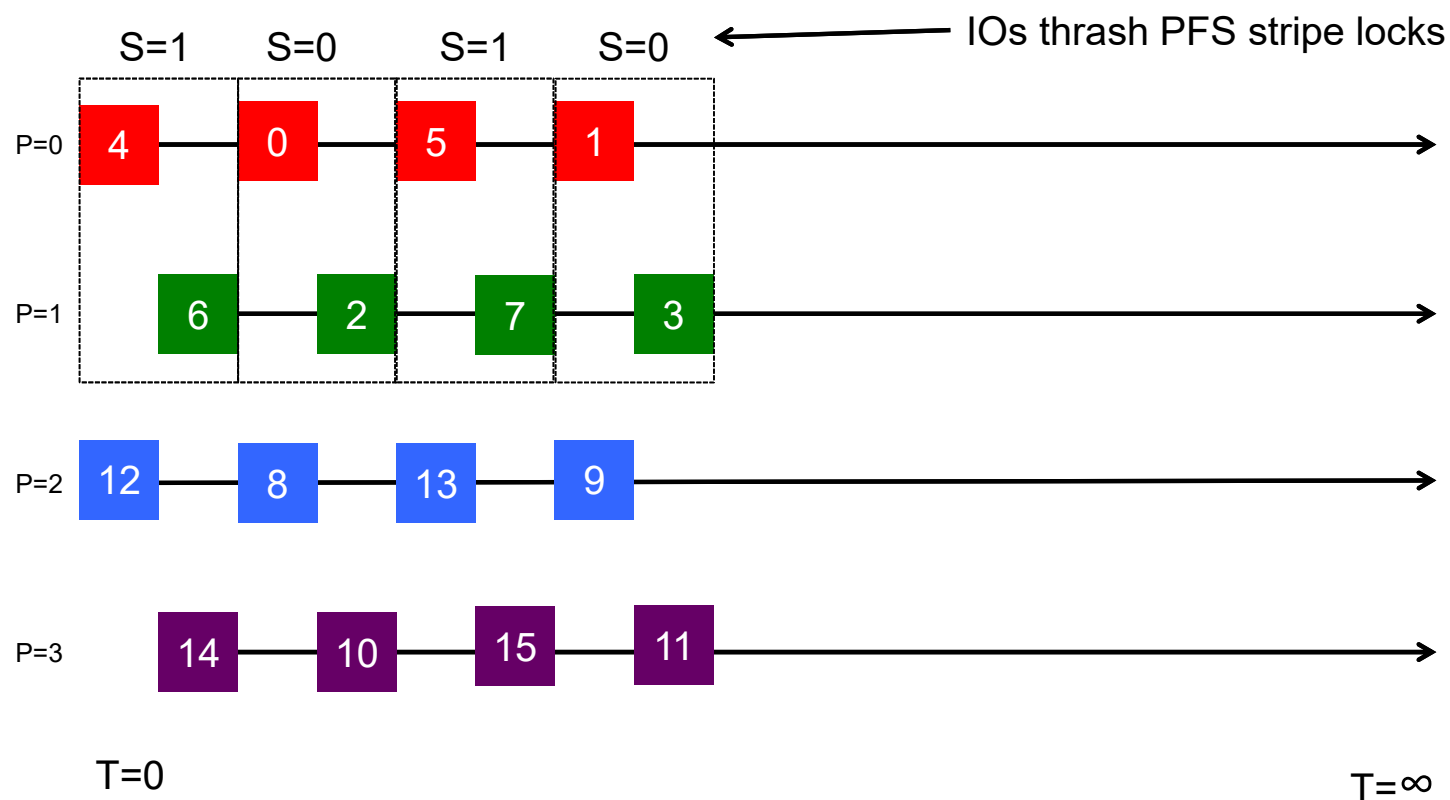 IOs thrash PFS stripe locks
S=1 S=0 S=1 S=0
P=0 4 0 5 1
P=1 6 2 7 3
P=2 12 8 13 9
P=3 14 10 15 11
T=0 T=∞